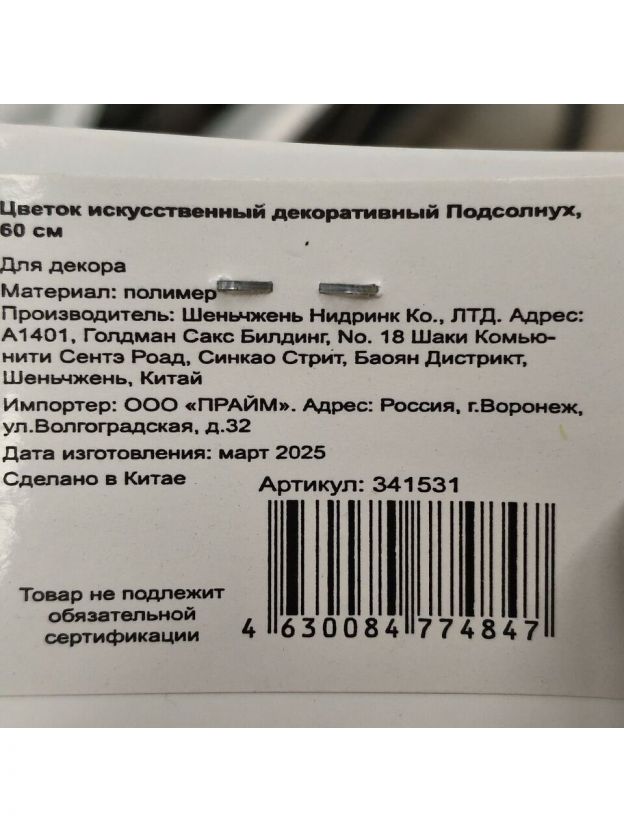 Цветок искусственный декоративный Подсолнух,
60 см
Для декора
Материал: полимер
Производитель: Шеньчжень Нидринк Ко., ЛТД. Адрес:
А1401, Голдман Сакс Билдинг, No. 18 Шаки Комью-
нити Сентэ Роад, Синкао Стрит, Баоян Дистрикт,
Шеньчжень, Китай
Импортер: ООО «ПРАЙМ». Адрес: Россия, г.Воронеж,
ул.Волгоградская, д.32
Дата изготовления: март 2025
Сделано в Китае
Артикул: 341531
Товар не подлежит
обязательной
сертификации
4 630084 774847